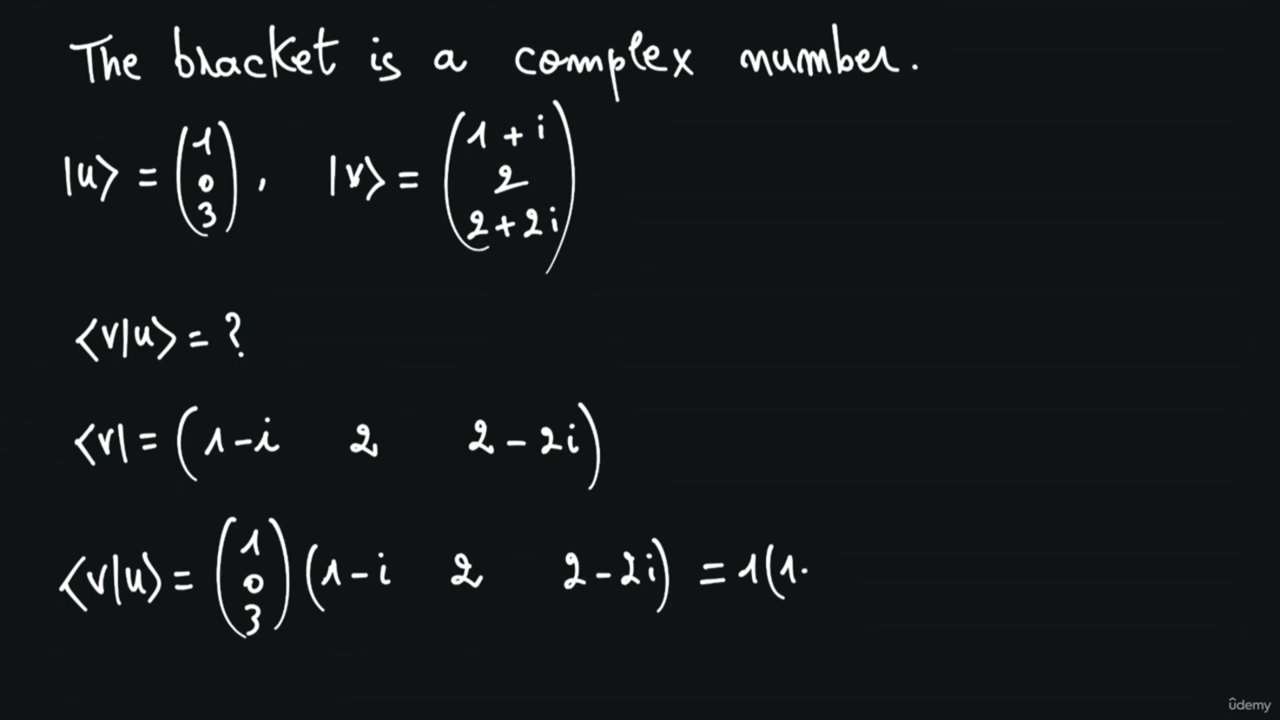 The bracket is a complex number.
|u> = (1 0 3), |v> = (1 + i 2 2 + 2i)
<v|u> = ?
<v| = (1 - i 2 2 - 2i)
<v|u> = (1 0 3) (1 - i 2 2 - 2i) = 1(1.
ûdemy